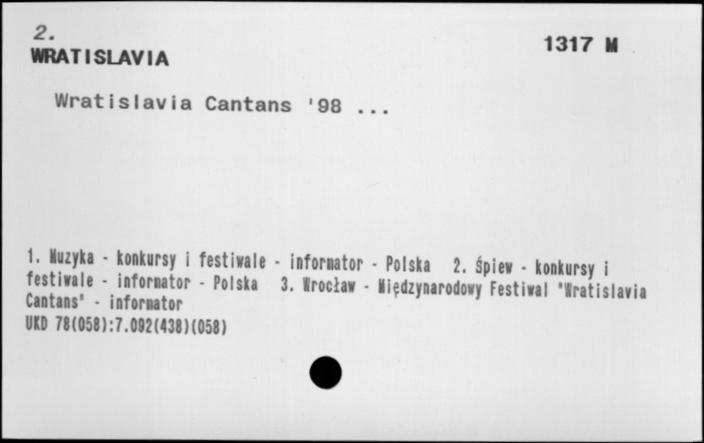 2.
WRATISLAVIA
1317 M
Wratislavia Cantans '98 ...
1. Muzyka - konkursy i festiwale - informator - Polska 2. Śpiew - konkursy i
festiwale - informator - Polska 3. Wrocław - Międzynarodowy Festiwal "Wratislavia
Cantans" - informator
UKD 78(058):7.092(438)(058)